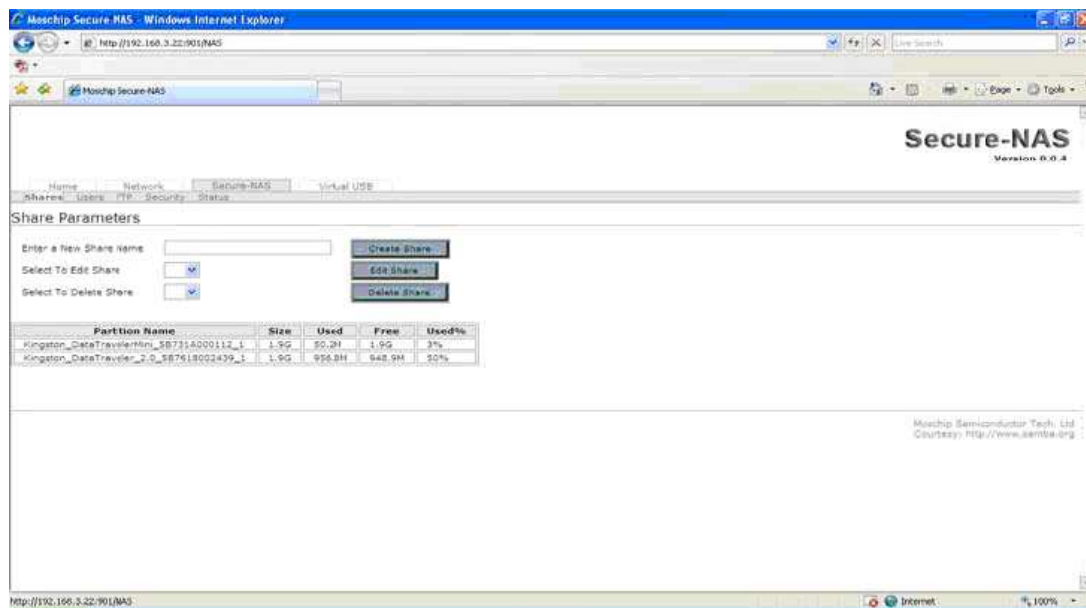 Moschip Secure NAS - Windows Internet Explorer
http://192.168.3.22:901/NAS
Live Search
Moschip Secure-NAS
Page
Tools
Secure-NAS
Version 0.0.4
Home Network Secure-NAS Virtual USB
Shares Users FTP Security Status
Share Parameters
Enter a New Share Name Create Share
Select To Edit Share Edit Share
Select To Delete Share Delete Share
Partition Name Size Used Free Used%
Kingston_DataTravelerMini_5B731A000112_1 1.9G 50.2M 1.9G 3%
Kingston_DataTraveler_2.0_5B7618002439_1 1.9G 956.8M 948.9M 50%
Moschip Semiconductor Tech. Ltd
Courtesy: http://www.samba.org
http://192.168.3.22:901/NAS
Internet
100%